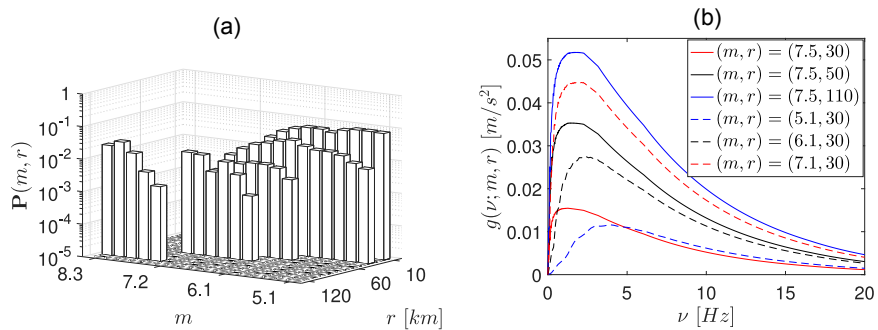 (a)
P(m, r)
1
10^-1
10^-2
10^-3
10^-4
10^-5
8.3
7.2
6.1
5.1
m
120
60
10
r [km]
(b)
g(ν; m, r) [m/s^2]
0.05
0.04
0.03
0.02
0.01
0
0
5
10
15
20
ν [Hz]
(m, r) = (7.5, 30)
(m, r) = (7.5, 50)
(m, r) = (7.5, 110)
(m, r) = (5.1, 30)
(m, r) = (6.1, 30)
(m, r) = (7.1, 30)